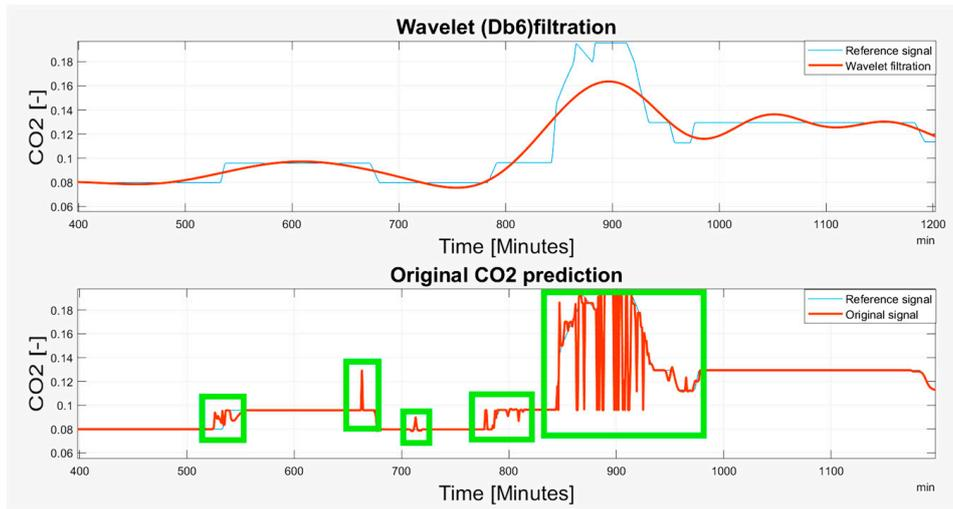 Wavelet (Db6)filtration
Reference signal
Wavelet filtration
CO2 [-]
0.18
0.16
0.14
0.12
0.1
0.08
0.06
400 500 600 700 800 900 1000 1100 1200
min
Time [Minutes]
Original CO2 prediction
Reference signal
Original signal
CO2 [-]
0.18
0.16
0.14
0.12
0.1
0.08
0.06
400 500 600 700 800 900 1000 1100
min
Time [Minutes]